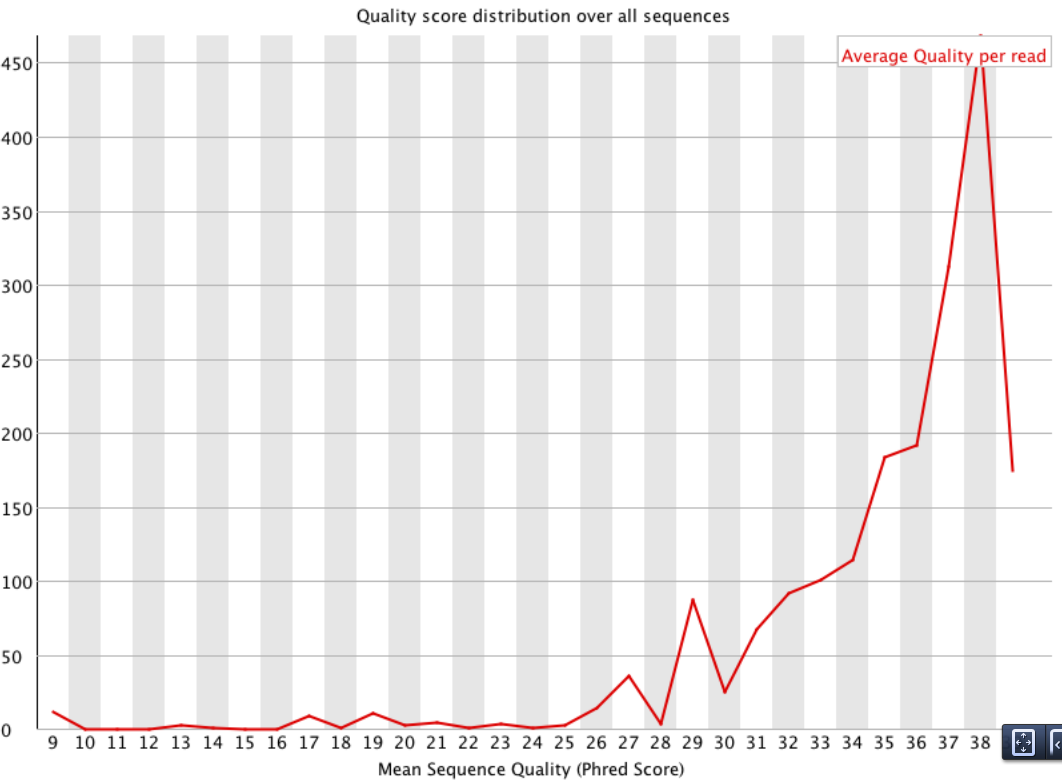 Quality score distribution over all sequences
Average Quality per read
450
400
350
300
250
200
150
100
50
0
9 10 11 12 13 14 15 16 17 18 19 20 21 22 23 24 25 26 27 28 29 30 31 32 33 34 35 36 37 38
Mean Sequence Quality (Phred Score)